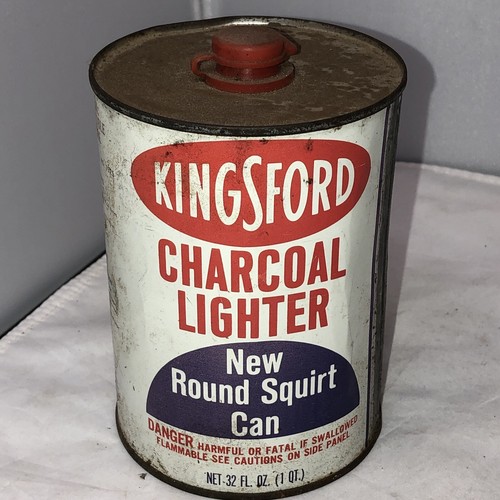 KINGSFORD
CHARCOAL
LIGHTER
New
Round Squirt
Can
DANGER HARMFUL OR FATAL IF SWALLOWED
FLAMMABLE SEE CAUTIONS ON SIDE PANEL
NET 32 FL. OZ. (1 QT.)